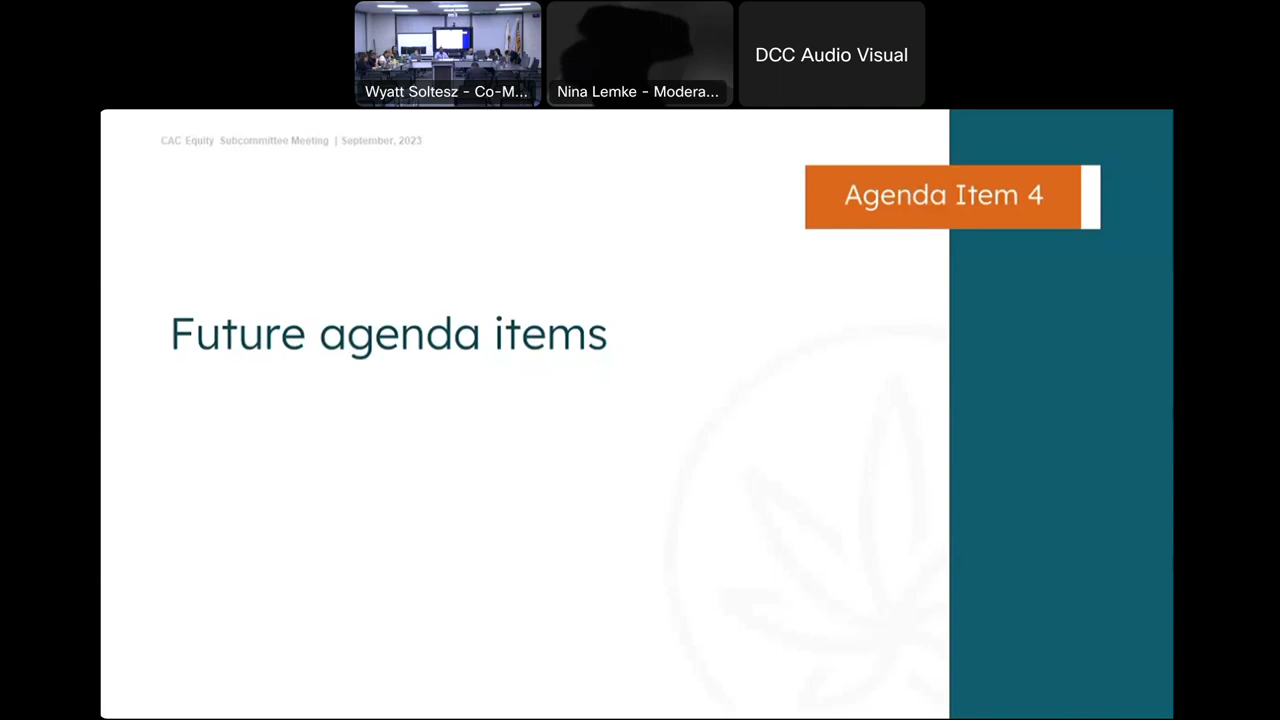 Wyatt Soltesz - Co-M...
Nina Lemke - Modera...
DCC Audio Visual
CAC Equity Subcommittee Meeting | September, 2023
Agenda Item 4
Future agenda items